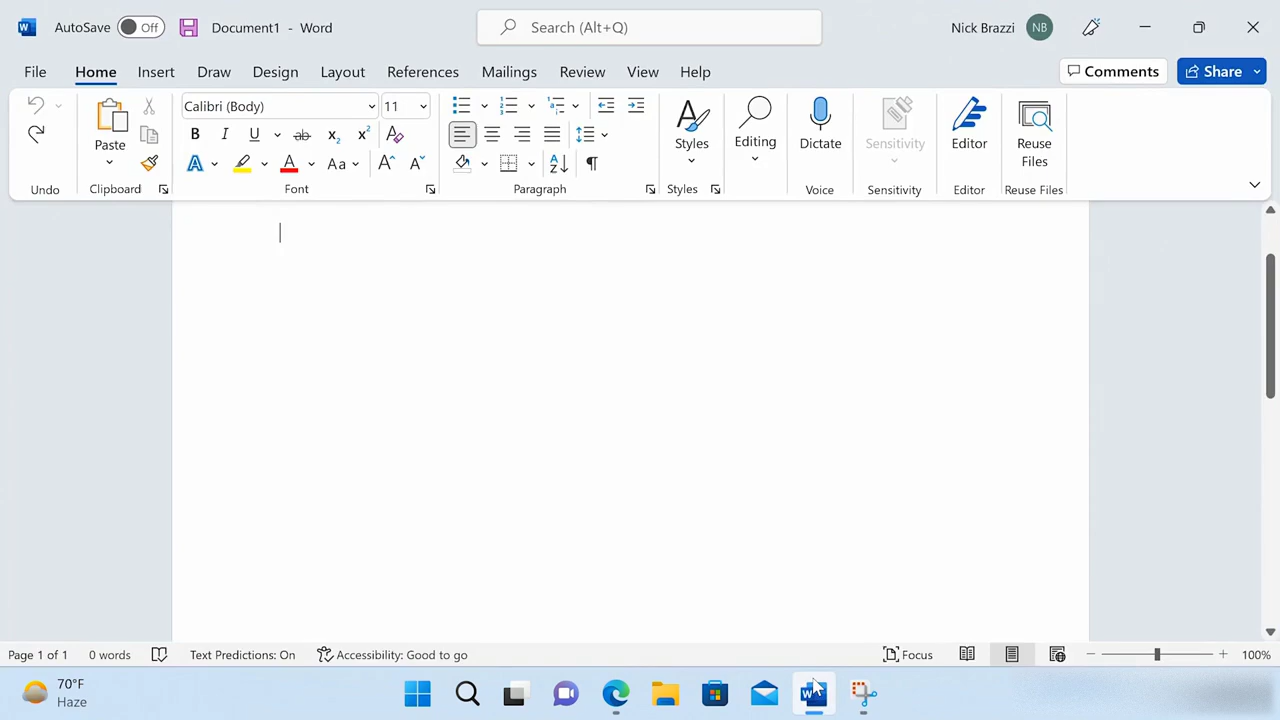 AutoSave Off Document1 - Word Search (Alt+Q) Nick Brazzi NB
File Home Insert Draw Design Layout References Mailings Review View Help Comments Share
Calibri (Body) 11
Paste Styles Editing Dictate Sensitivity Editor Reuse Files
Undo Clipboard Font Paragraph Styles Voice Sensitivity Editor Reuse Files
Page 1 of 1 0 words Text Predictions: On Accessibility: Good to go Focus 100%
70°F
Haze